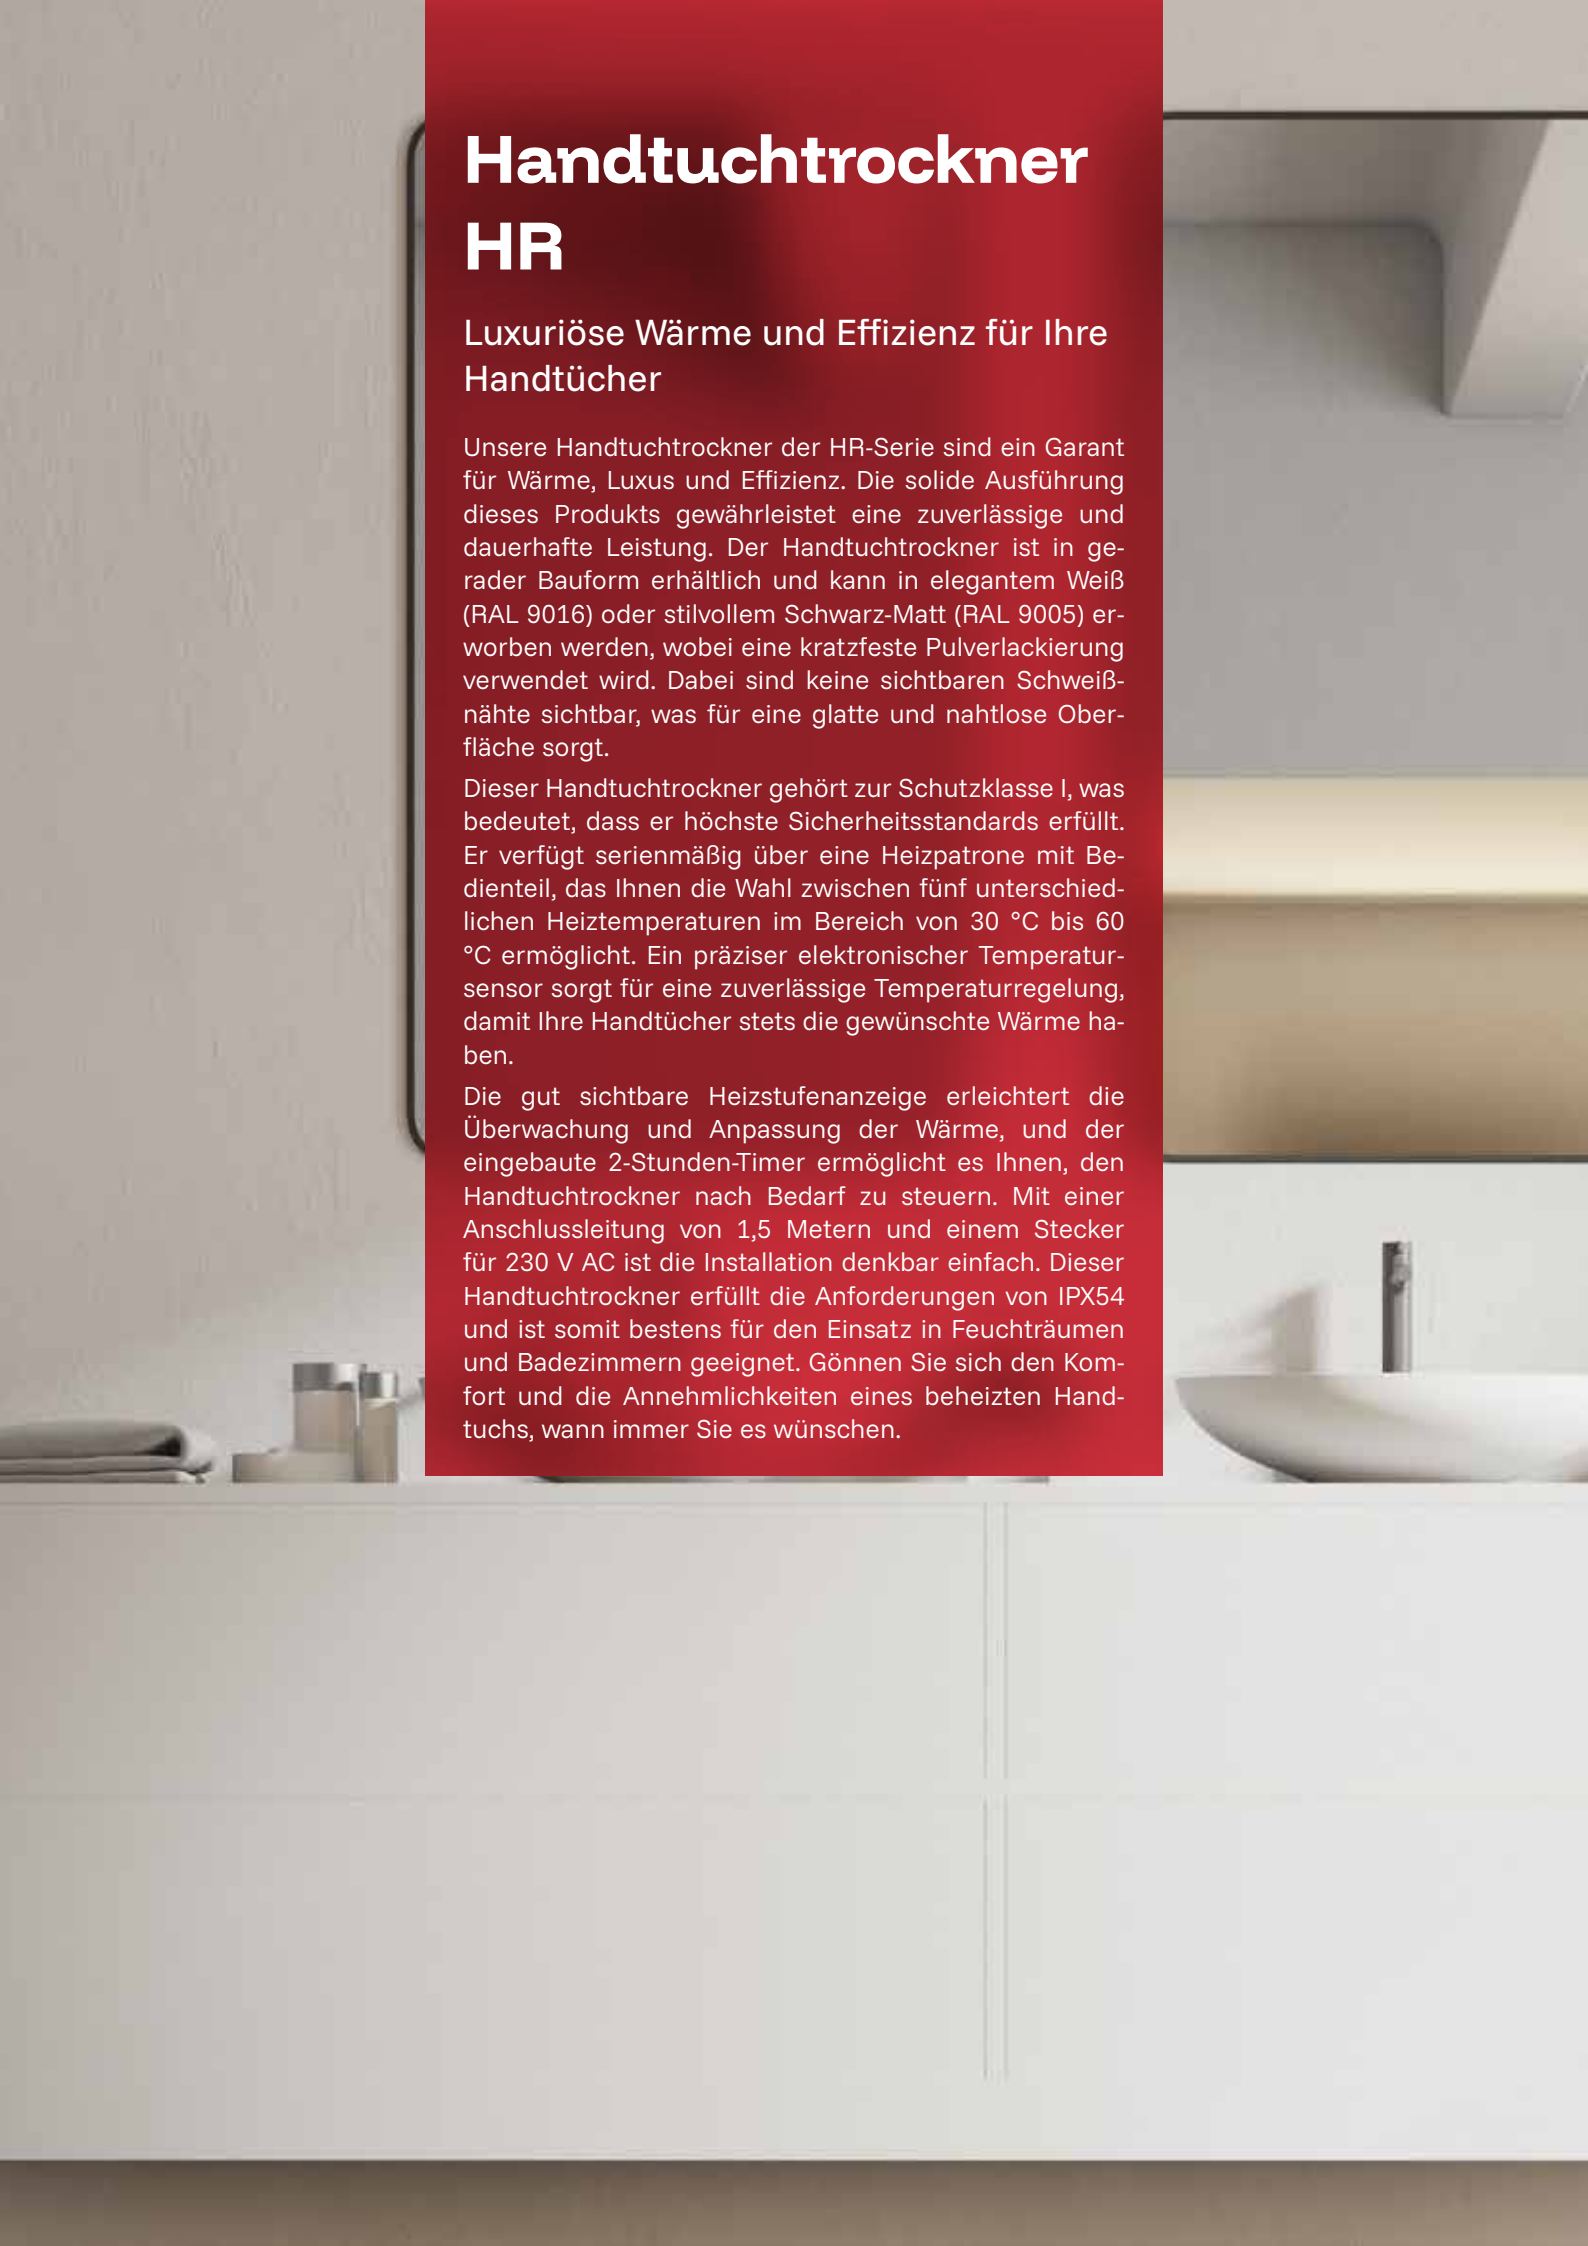 Handtuchtrockner
HR
Luxuriöse Wärme und Effizienz für Ihre
Handtücher
Unsere Handtuchtrockner der HR-Serie sind ein Garant
für Wärme, Luxus und Effizienz. Die solide Ausführung
dieses Produkts gewährleistet eine zuverlässige und
dauerhafte Leistung. Der Handtuchtrockner ist in ge-
rader Bauform erhältlich und kann in elegantem Weiß
(RAL 9016) oder stilvollem Schwarz-Matt (RAL 9005) er-
worben werden, wobei eine kratzfeste Pulverlackierung
verwendet wird. Dabei sind keine sichtbaren Schweiß-
nähte sichtbar, was für eine glatte und nahtlose Ober-
fläche sorgt.
Dieser Handtuchtrockner gehört zur Schutzklasse I, was
bedeutet, dass er höchste Sicherheitsstandards erfüllt.
Er verfügt serienmäßig über eine Heizpatrone mit Be-
dienteil, das Ihnen die Wahl zwischen fünf unterschied-
lichen Heiztemperaturen im Bereich von 30 °C bis 60
°C ermöglicht. Ein präziser elektronischer Temperatur-
sensor sorgt für eine zuverlässige Temperaturregelung,
damit Ihre Handtücher stets die gewünschte Wärme ha-
ben.
Die gut sichtbare Heizstufenanzeige erleichtert die
Überwachung und Anpassung der Wärme, und der
eingebaute 2-Stunden-Timer ermöglicht es Ihnen, den
Handtuchtrockner nach Bedarf zu steuern. Mit einer
Anschlussleitung von 1,5 Metern und einem Stecker
für 230 V AC ist die Installation denkbar einfach. Dieser
Handtuchtrockner erfüllt die Anforderungen von IPX54
und ist somit bestens für den Einsatz in Feuchträumen
und Badezimmern geeignet. Gönnen Sie sich den Kom-
fort und die Annehmlichkeiten eines beheizten Hand-
tuchs, wann immer Sie es wünschen.